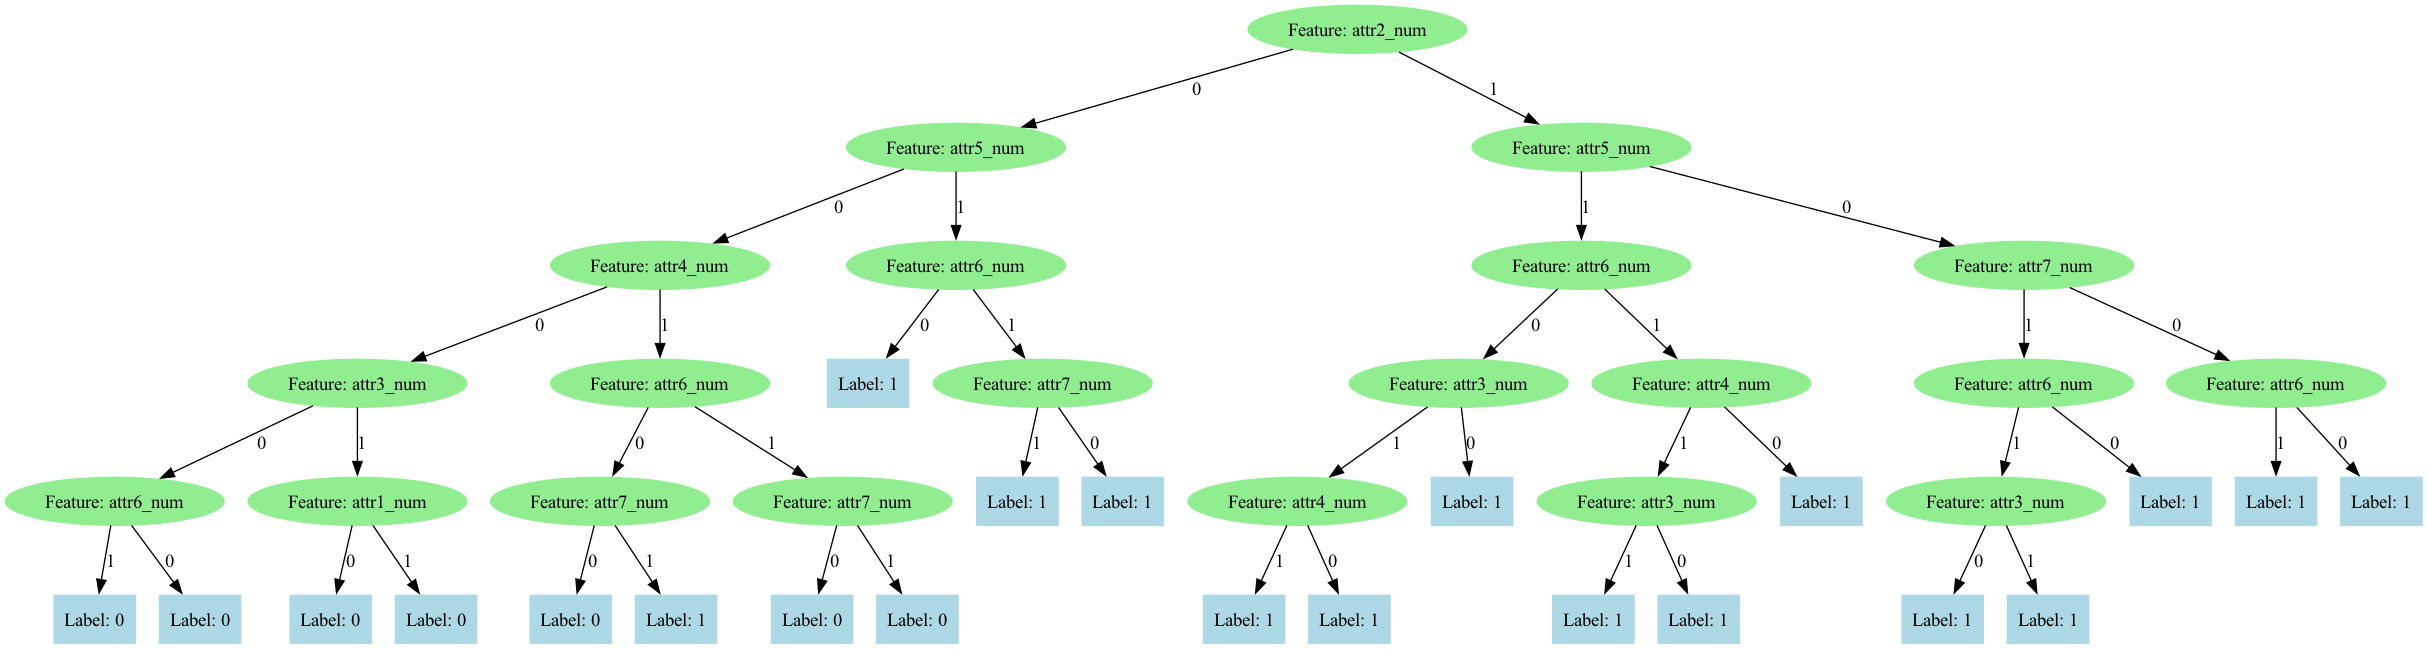 Feature: attr2_num
0
1
Feature: attr5_num
Feature: attr5_num
0
1
1
0
Feature: attr4_num
Feature: attr6_num
Feature: attr6_num
Feature: attr7_num
0
1
0
1
0
1
1
0
Feature: attr3_num
Feature: attr6_num
Label: 1
Feature: attr7_num
Feature: attr3_num
Feature: attr4_num
Feature: attr6_num
Feature: attr6_num
0
1
0
1
1
0
1
0
1
0
1
0
1
0
Feature: attr6_num
Feature: attr1_num
Feature: attr7_num
Feature: attr7_num
Label: 1
Label: 1
Feature: attr4_num
Label: 1
Feature: attr3_num
Label: 1
Feature: attr3_num
Label: 1
Label: 1
Label: 1
1
0
0
1
0
1
0
1
1
0
1
0
0
1
Label: 0
Label: 0
Label: 0
Label: 0
Label: 0
Label: 1
Label: 0
Label: 0
Label: 1
Label: 1
Label: 1
Label: 1
Label: 1
Label: 1